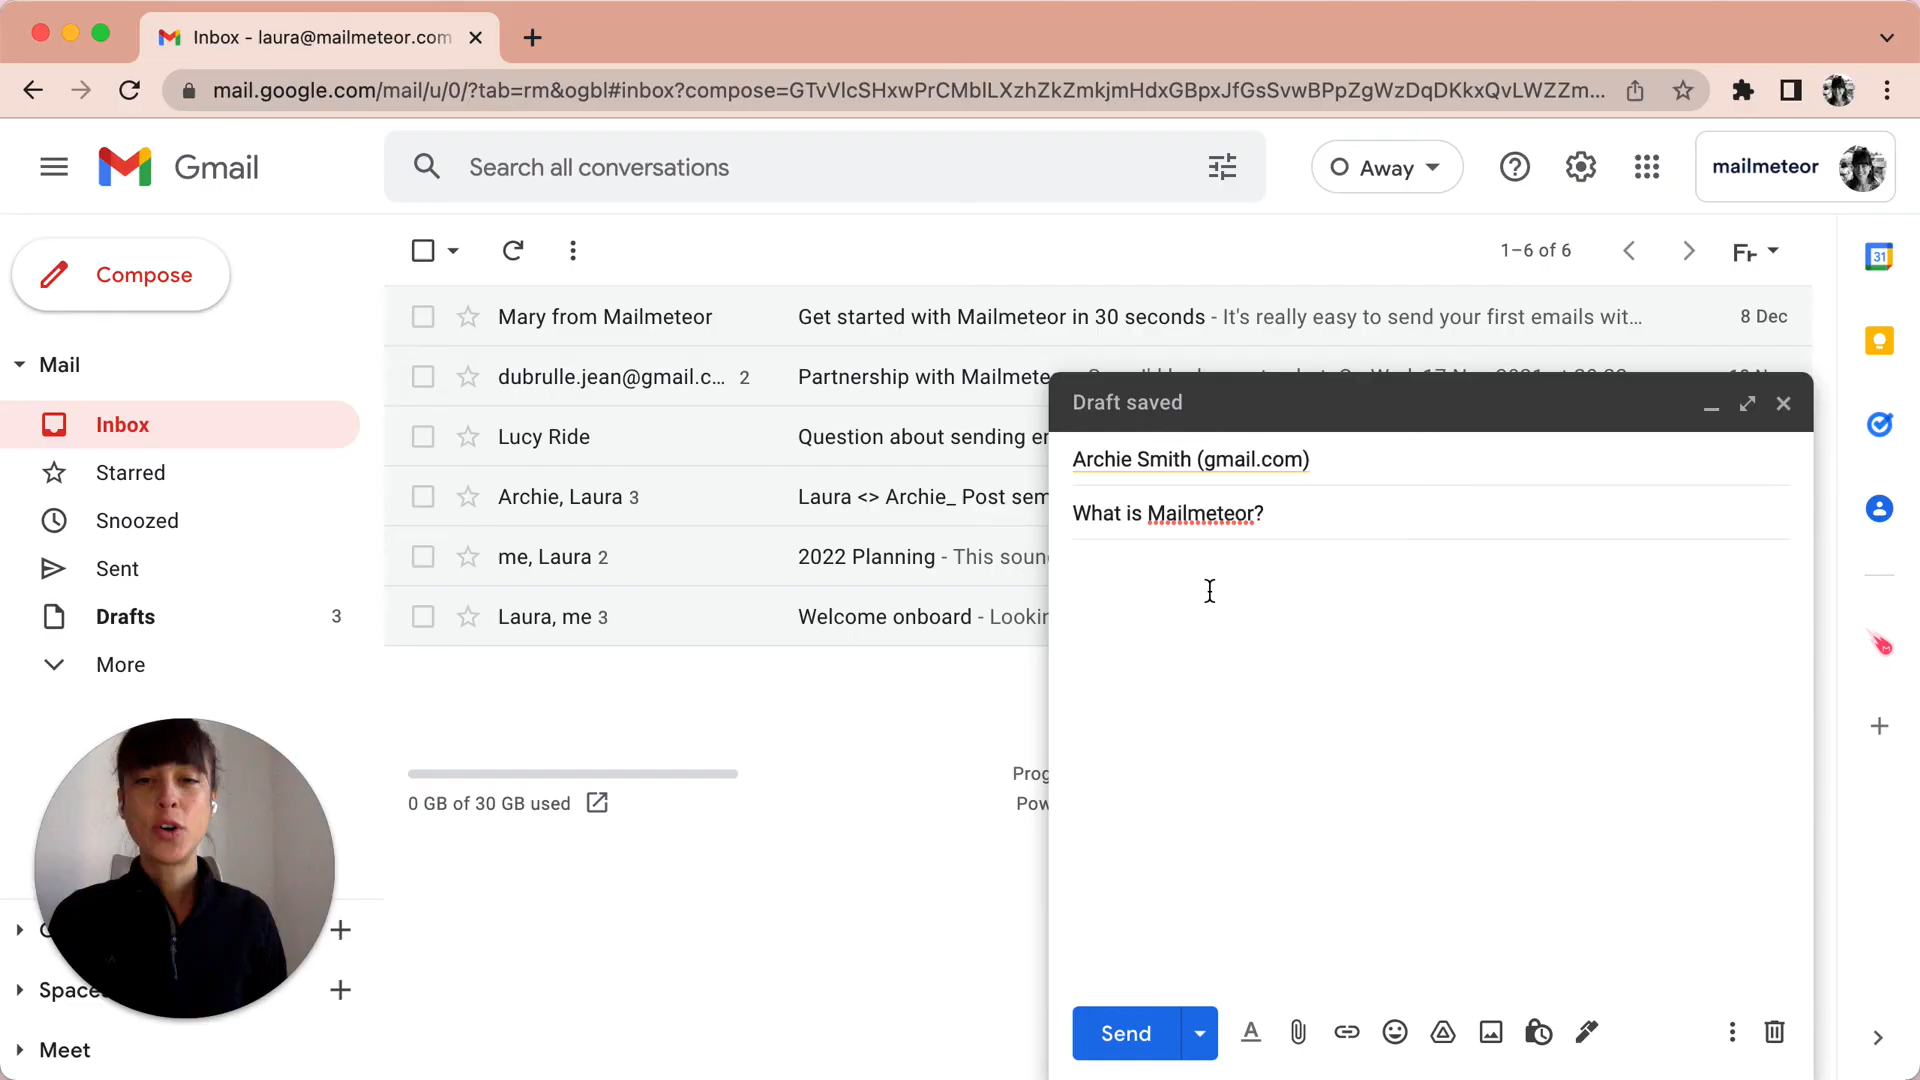 Inbox - laura@mailmeteor.com
mail.google.com/mail/u/0/?tab=rm&ogbl#inbox?compose=GTvVlcSHxwPrCMblLXzhZkZmkjmHdxGBpxJfGsSvwBPpZgWzDqDKkxQvLWZZm...
Gmail
Search all conversations
Away
mailmeteor
Compose
1–6 of 6
31
Mail
Mary from Mailmeteor Get started with Mailmeteor in 30 seconds - It's really easy to send your first emails wit... 8 Dec
dubrulle.jean@gmail.c... 2 Partnership with Mailmete
Draft saved
Inbox
Lucy Ride Question about sending er
Archie Smith (gmail.com)
Starred
Archie, Laura 3 Laura <> Archie_ Post sem
What is Mailmeteor?
Snoozed
me, Laura 2 2022 Planning - This soun
Sent
Drafts 3
Laura, me 3 Welcome onboard - Lookin
More
0 GB of 30 GB used
Prog
Pow
Spaces
Meet
Send